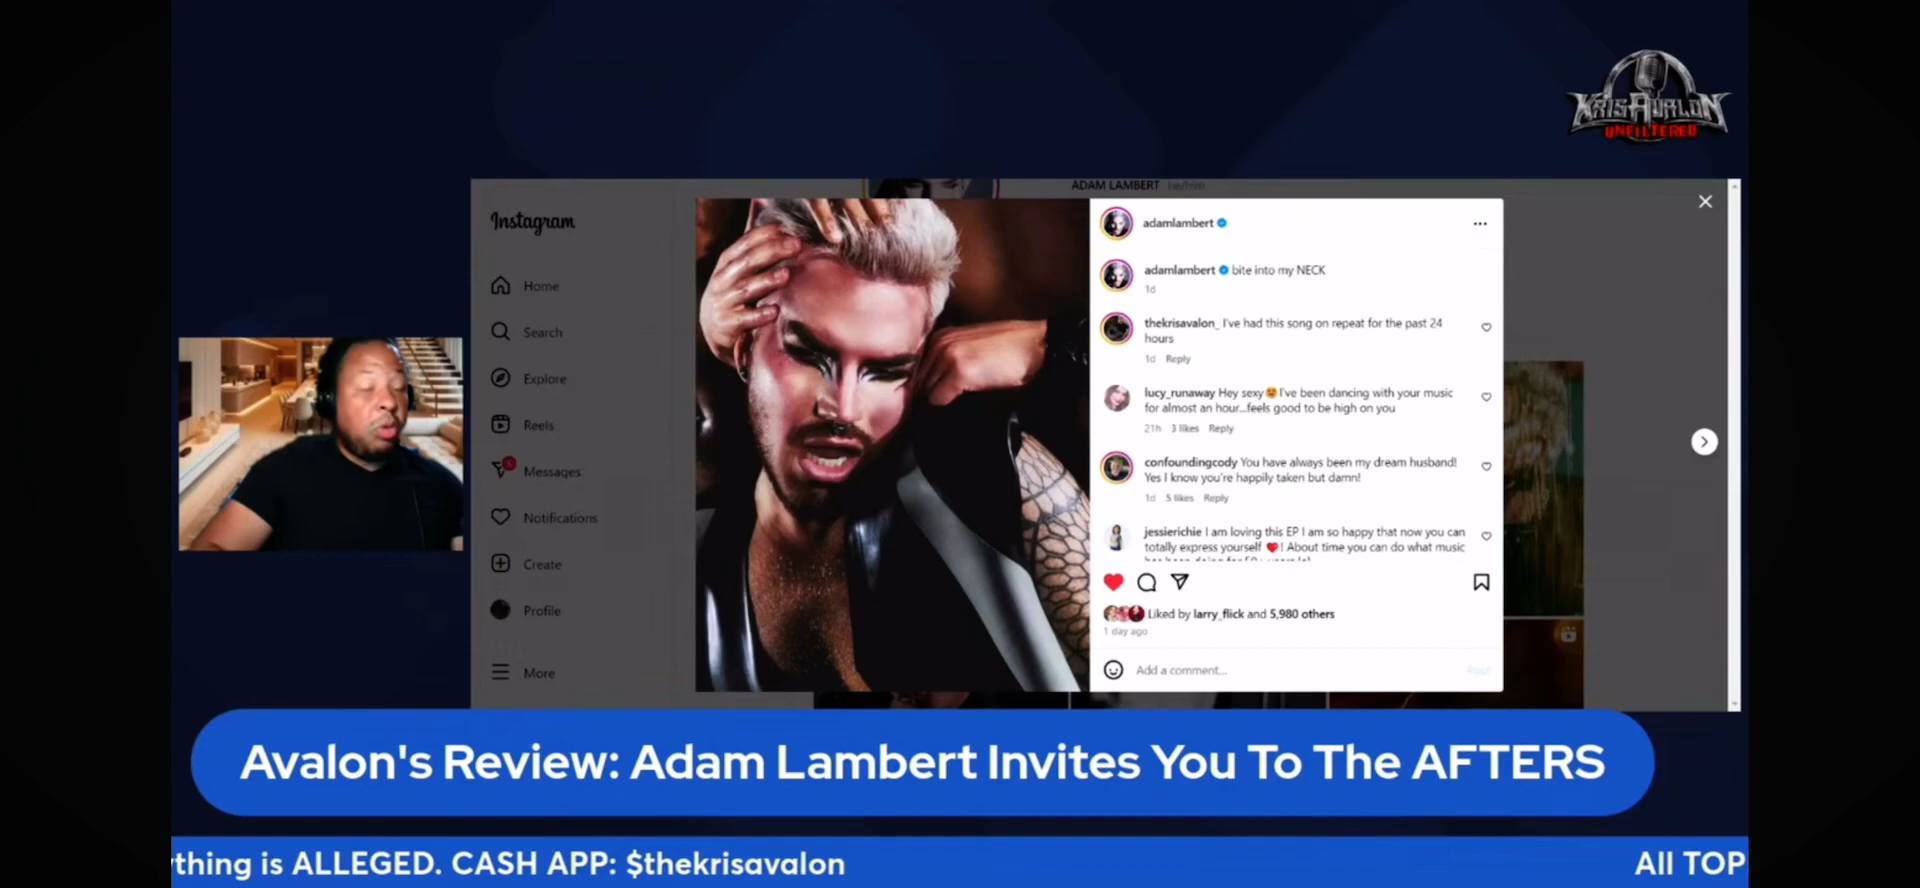 KRIS AVALON
UNFILTERED
ADAM LAMBERT he/him
Instagram
Home
Search
Explore
Reels
Messages
Notifications
Create
Profile
More
adamlambert
adamlambert bite into my NECK
1d
thekrisavalon_ I've had this song on repeat for the past 24
hours
1d Reply
lucy_runaway Hey sexy😍I've been dancing with your music
for almost an hour...feels good to be high on you
21h 3 likes Reply
confoundingcody You have always been my dream husband!
Yes I know you're happily taken but damn!
1d 5 likes Reply
jessierichie I am loving this EP I am so happy that now you can
totally express yourself ❤️! About time you can do what music
Liked by larry_flick and 5,980 others
1 day ago
Add a comment...
Post
Avalon's Review: Adam Lambert Invites You To The AFTERS
ything is ALLEGED. CASH APP: $thekrisavalon
All TOP